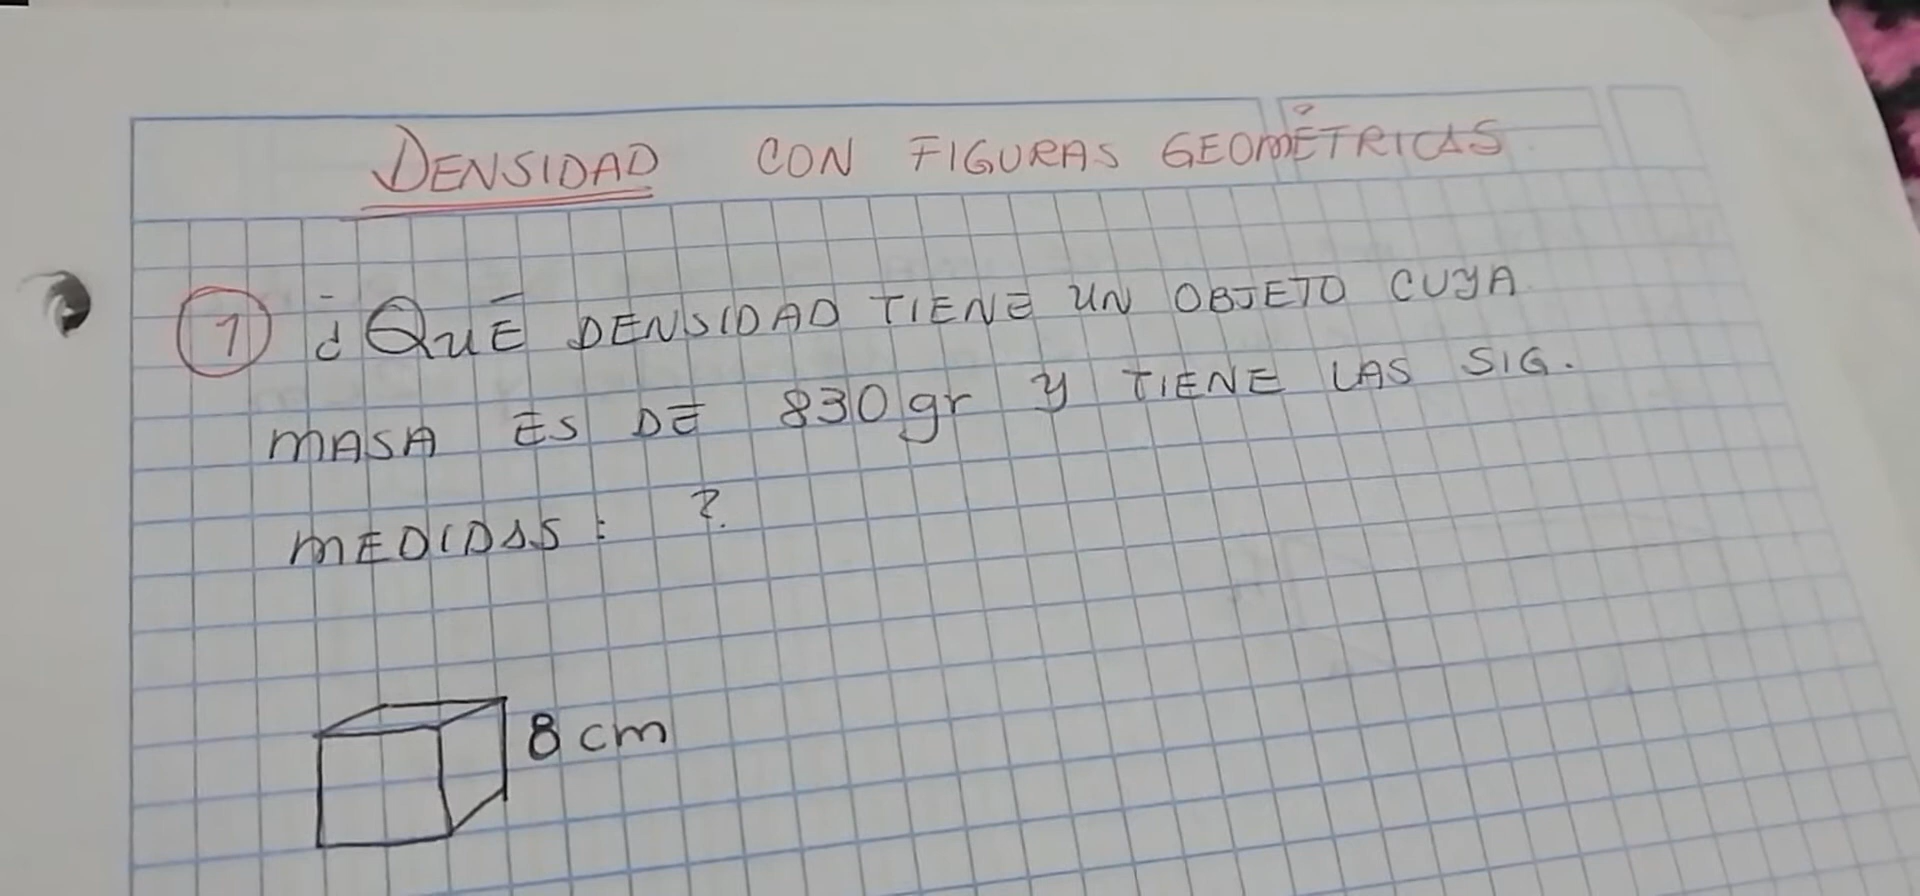 DENSIDAD CON FIGURAS GEOMÉTRICAS
1 ¿QUÉ DENSIDAD TIENE UN OBJETO CUYA
MASA ES DE 830 gr Y TIENE LAS SIG.
MEDIDAS: ?
8 cm